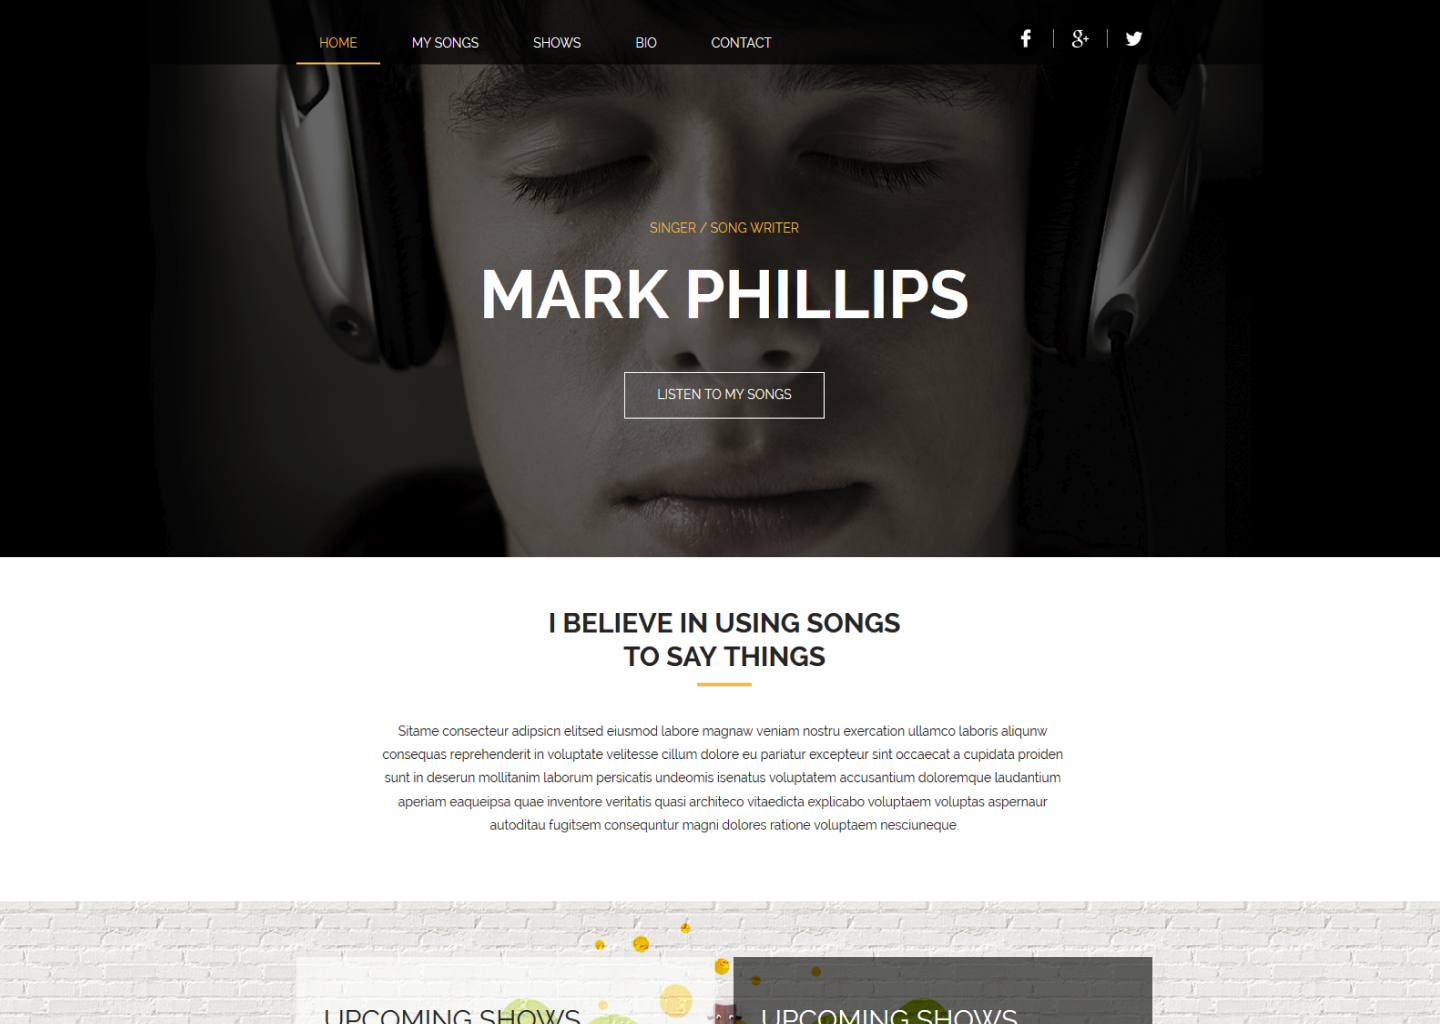 HOME MY SONGS SHOWS BIO CONTACT
SINGER / SONG WRITER
MARK PHILLIPS
LISTEN TO MY SONGS
I BELIEVE IN USING SONGS
TO SAY THINGS
Sitame consecteur adipsicn elitsed eiusmod labore magnaw veniam nostru exercation ullamco laboris aliqunw
consequas reprehenderit in voluptate velitesse cillum dolore eu pariatur excepteur sint occaecat a cupidata proiden
sunt in deserun mollitanim laborum persicatis undeomis isenatus voluptatem accusantium doloremque laudantium
aperiam eaqueipsa quae inventore veritatis quasi architeco vitaedicta explicabo voluptaem voluptas aspernaur
autoditau fugitsem consequntur magni dolores ratione voluptaem nesciuneque.
UPCOMING SHOWS
UPCOMING SHOWS